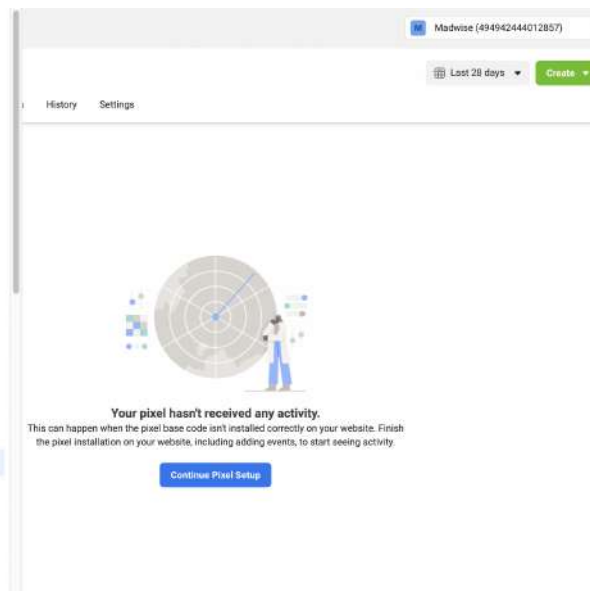 M Madwise (494942444012857)
Last 28 days Create
History Settings
Your pixel hasn't received any activity.
This can happen when the pixel base code isn't installed correctly on your website. Finish
the pixel installation on your website, including adding events, to start seeing activity.
Continue Pixel Setup